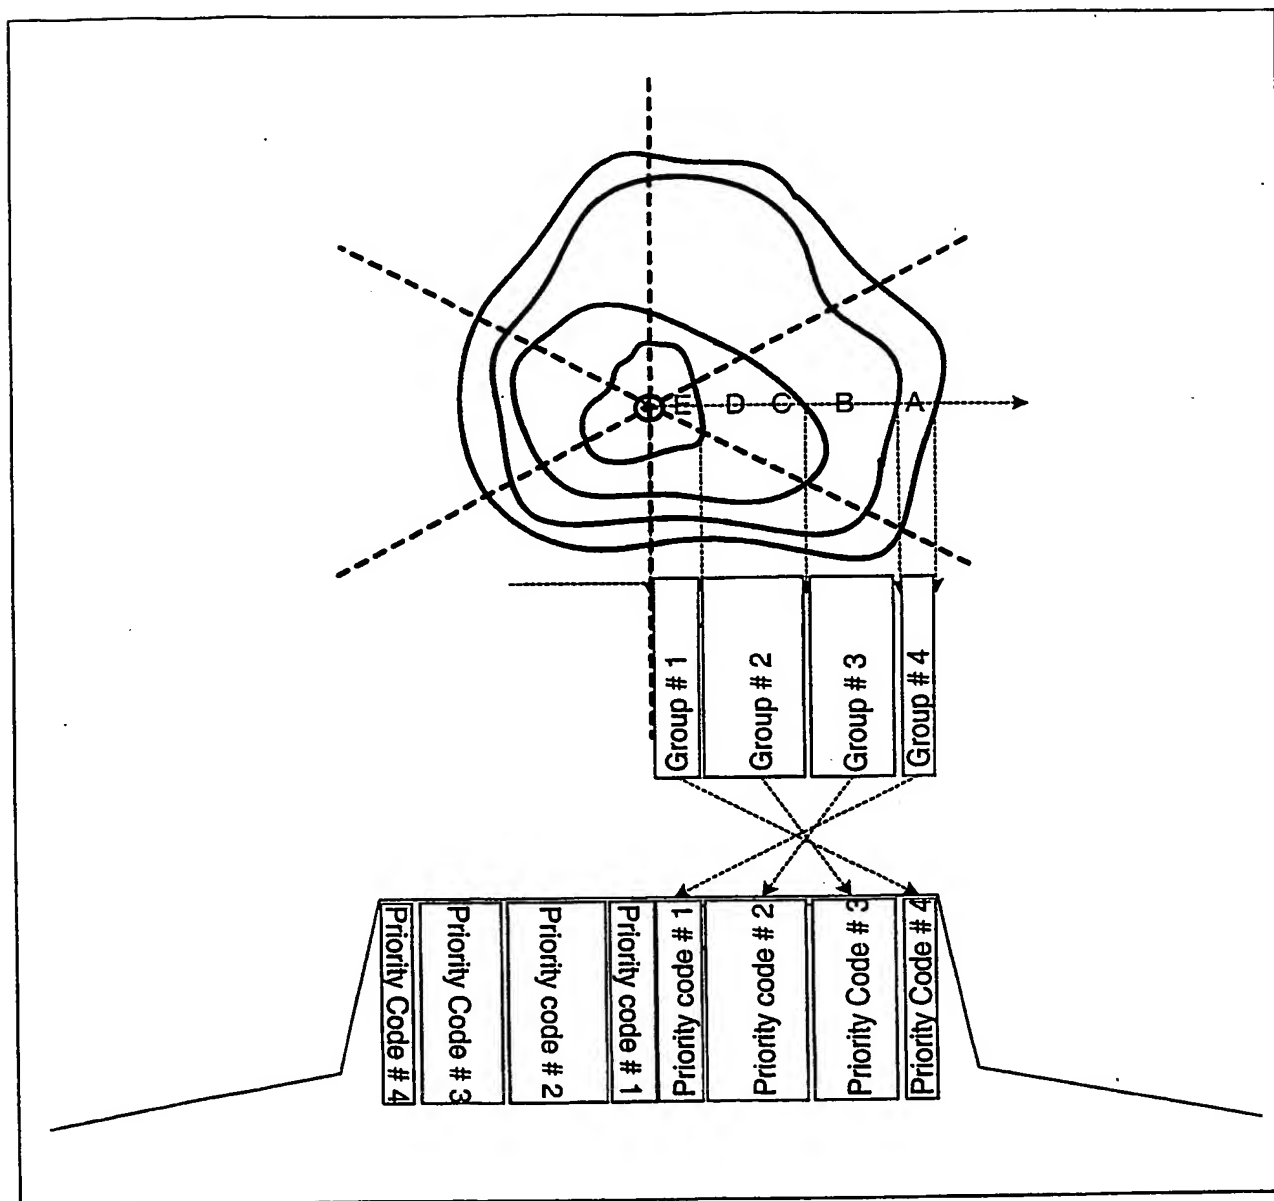 E D C B A
Group # 1
Group # 2
Group # 3
Group # 4
Priority Code # 4
Priority Code # 3
Priority code # 2
Priority code # 1
Priority code # 1
Priority code # 2
Priority Code # 3
Priority Code # 4